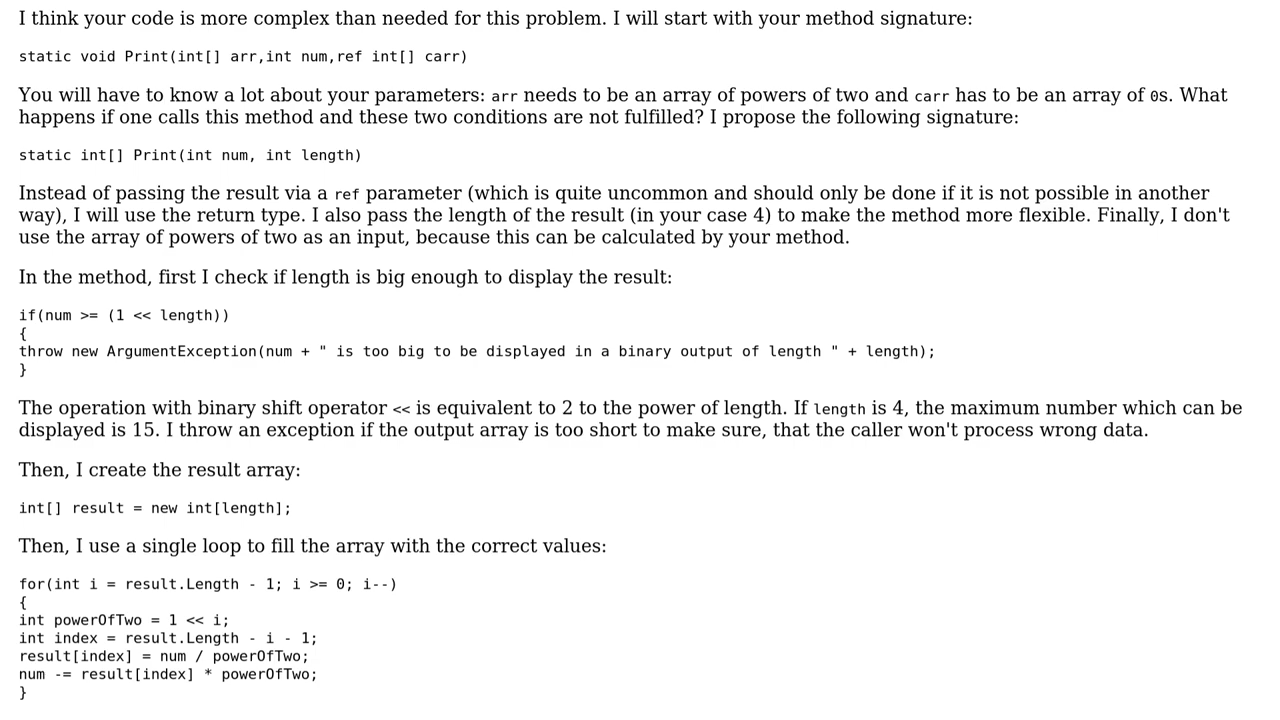 I think your code is more complex than needed for this problem. I will start with your method signature:
static void Print(int[] arr,int num,ref int[] carr)
You will have to know a lot about your parameters: arr needs to be an array of powers of two and carr has to be an array of 0s. What
happens if one calls this method and these two conditions are not fulfilled? I propose the following signature:
static int[] Print(int num, int length)
Instead of passing the result via a ref parameter (which is quite uncommon and should only be done if it is not possible in another
way), I will use the return type. I also pass the length of the result (in your case 4) to make the method more flexible. Finally, I don't
use the array of powers of two as an input, because this can be calculated by your method.
In the method, first I check if length is big enough to display the result:
if(num >= (1 << length))
{
throw new ArgumentException(num + " is too big to be displayed in a binary output of length " + length);
}
The operation with binary shift operator << is equivalent to 2 to the power of length. If length is 4, the maximum number which can be
displayed is 15. I throw an exception if the output array is too short to make sure, that the caller won't process wrong data.
Then, I create the result array:
int[] result = new int[length];
Then, I use a single loop to fill the array with the correct values:
for(int i = result.Length - 1; i >= 0; i--)
{
int powerOfTwo = 1 << i;
int index = result.Length - i - 1;
result[index] = num / powerOfTwo;
num -= result[index] * powerOfTwo;
}